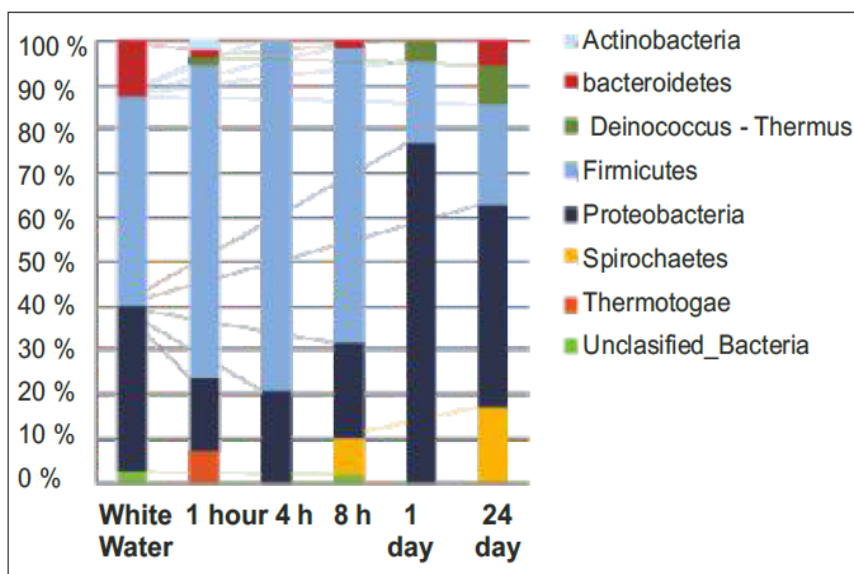 100 %
90 %
80 %
70 %
60 %
50 %
40 %
30 %
20 %
10 %
0 %
White Water
1 hour
4 h
8 h
1 day
24 day
Actinobacteria
bacteroidetes
Deinococcus - Thermus
Firmicutes
Proteobacteria
Spirochaetes
Thermotogae
Unclasified_Bacteria